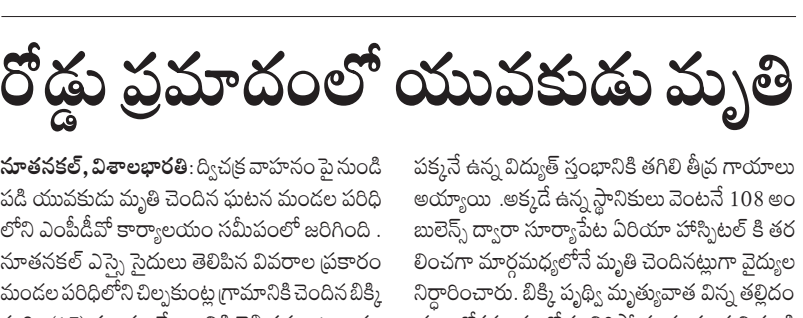 రోడ్డు ప్రమాదంలో యువకుడు మృతి
నూతనకల్, విశాలభారతి: ద్విచక్ర వాహనం పై నుండి
పడి యువకుడు మృతి చెందిన ఘటన మండల పరిధి
లోని ఎంపీడీవో కార్యాలయం సమీపంలో జరిగింది .
నూతనకల్ ఎస్సై సైదులు తెలిపిన వివరాల ప్రకారం
మండల పరిధిలోని చిల్పకుంట్ల గ్రామానికి చెందిన బిక్కి
పక్కనే ఉన్న విద్యుత్ స్తంభానికి తగిలి తీవ్ర గాయాలు
అయ్యాయి .అక్కడే ఉన్న స్థానికులు వెంటనే 108 అం
బులెన్స్ ద్వారా సూర్యాపేట ఏరియా హాస్పిటల్ కి తర
లించగా మార్గమధ్యలోనే మృతి చెందినట్లుగా వైద్యుల
నిర్ధారించారు. బిక్కి పృథ్వి మృత్యువాత విన్న తల్లిదం